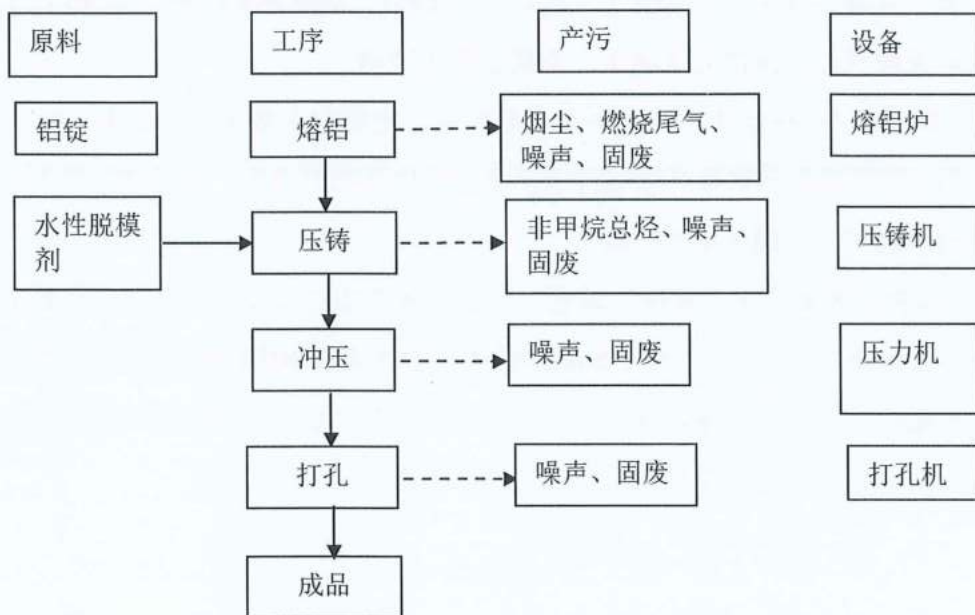 原料
工序
产污
设备
铝锭
熔铝
烟尘、燃烧尾气、
噪声、固废
熔铝炉
水性脱模
剂
压铸
非甲烷总烃、噪声、
固废
压铸机
冲压
噪声、固废
压力机
打孔
噪声、固废
打孔机
成品